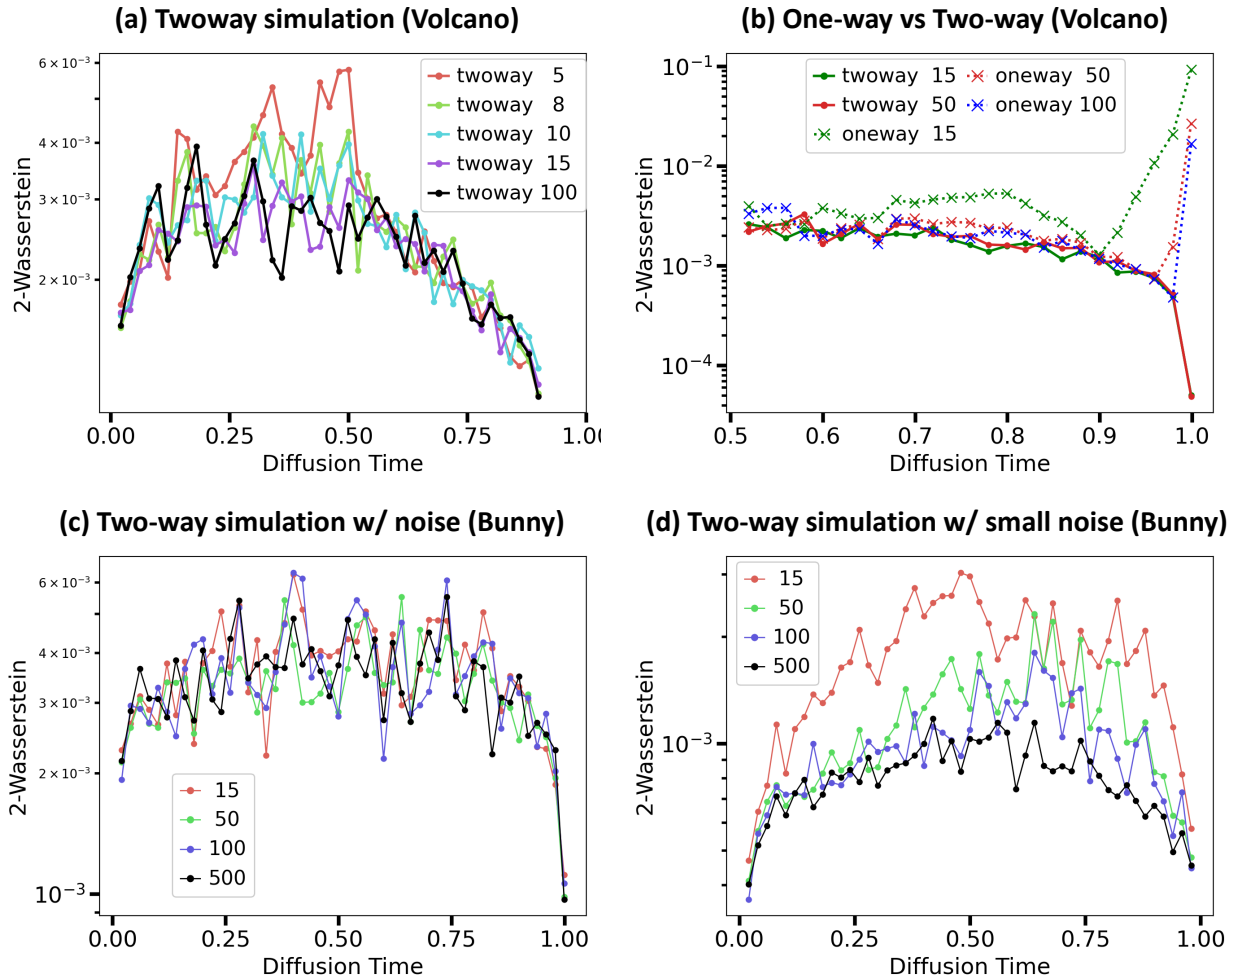 (a) Twoway simulation (Volcano)
6 × 10⁻³
4 × 10⁻³
3 × 10⁻³
2 × 10⁻³
2-Wasserstein
twoway 5
twoway 8
twoway 10
twoway 15
twoway 100
0.00 0.25 0.50 0.75 1.00
Diffusion Time
(b) One-way vs Two-way (Volcano)
10⁻¹
10⁻²
10⁻³
10⁻⁴
2-Wasserstein
twoway 15
twoway 50
oneway 15
oneway 50
oneway 100
0.5 0.6 0.7 0.8 0.9 1.0
Diffusion Time
(c) Two-way simulation w/ noise (Bunny)
6 × 10⁻³
4 × 10⁻³
3 × 10⁻³
2 × 10⁻³
10⁻³
2-Wasserstein
15
50
100
500
0.00 0.25 0.50 0.75 1.00
Diffusion Time
(d) Two-way simulation w/ small noise (Bunny)
10⁻³
2-Wasserstein
15
50
100
500
0.00 0.25 0.50 0.75 1.00
Diffusion Time